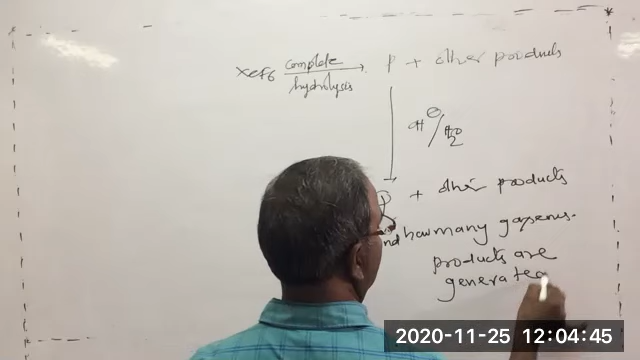 XeF6 complete hydrolysis P + other products
OH⊖/H2O
+ other products
how many gaseous
products are
generated
2020-11-25 12:04:45